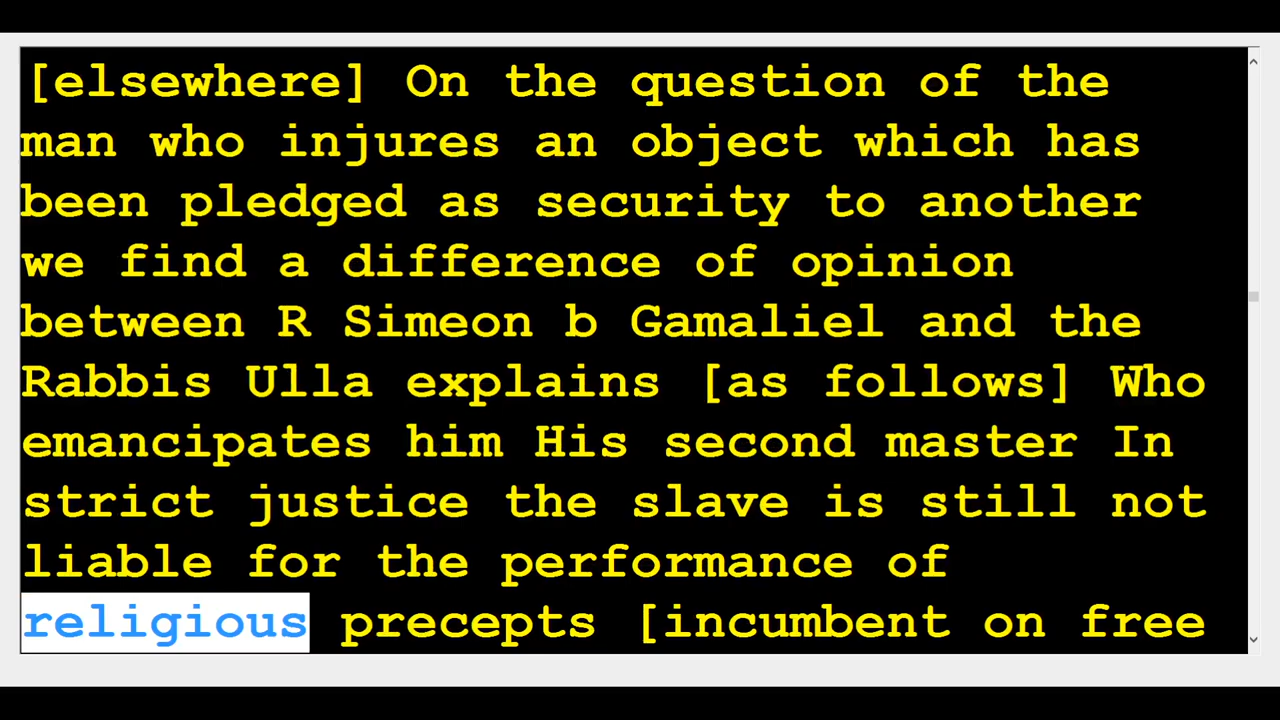 [elsewhere] On the question of the
man who injures an object which has
been pledged as security to another
we find a difference of opinion
between R Simeon b Gamaliel and the
Rabbis Ulla explains [as follows] Who
emancipates him His second master In
strict justice the slave is still not
liable for the performance of
religious precepts [incumbent on free